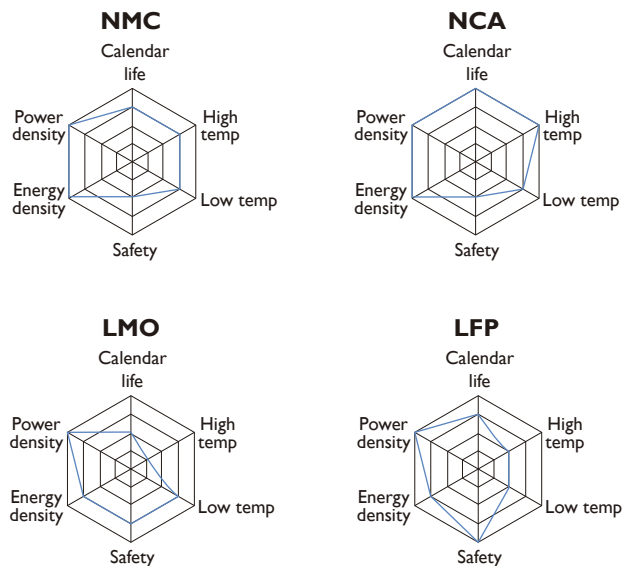 NMC
Calendar
life
Power
density
High
temp
Energy
density
Low temp
Safety
NCA
Calendar
life
Power
density
High
temp
Energy
density
Low temp
Safety
LMO
Calendar
life
Power
density
High
temp
Energy
density
Low temp
Safety
LFP
Calendar
life
Power
density
High
temp
Energy
density
Low temp
Safety